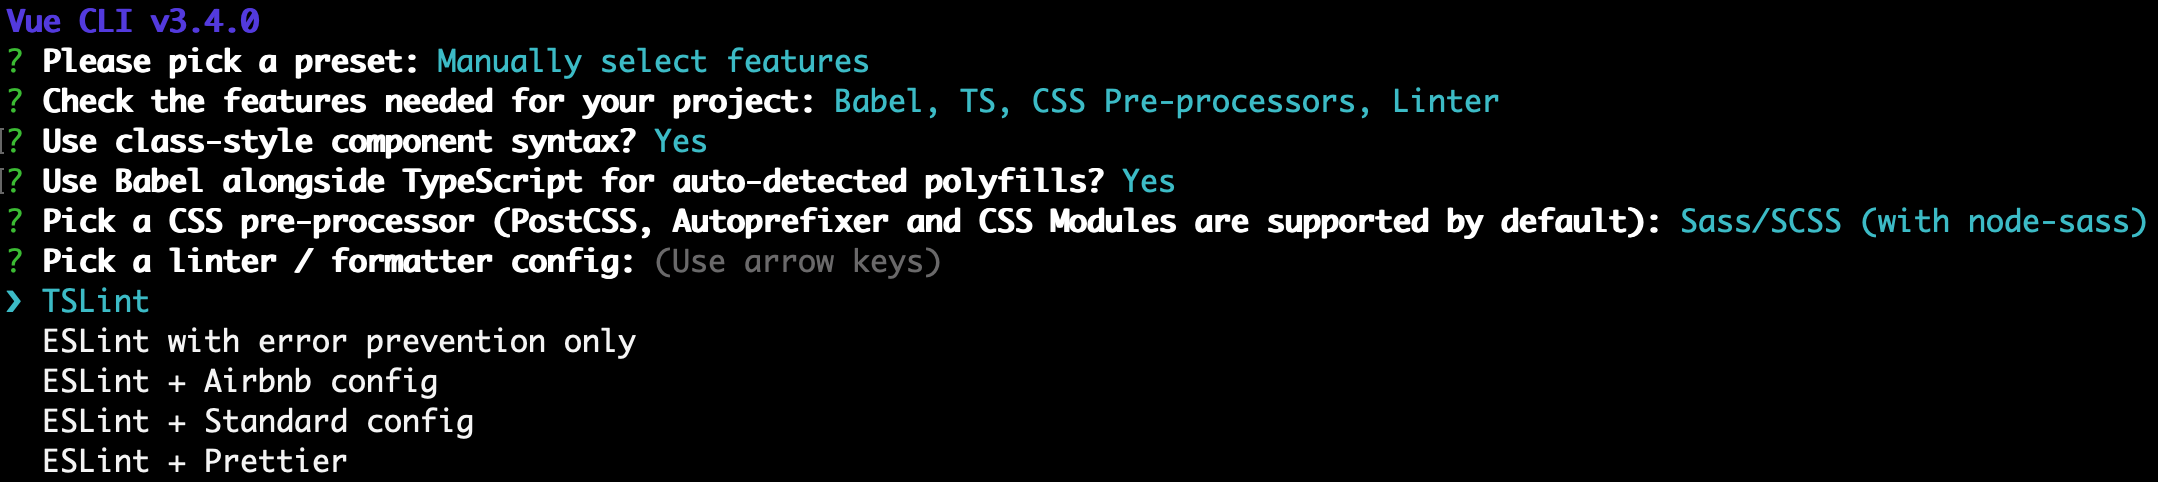 Vue CLI v3.4.0
? Please pick a preset: Manually select features
? Check the features needed for your project: Babel, TS, CSS Pre-processors, Linter
? Use class-style component syntax? Yes
? Use Babel alongside TypeScript for auto-detected polyfills? Yes
? Pick a CSS pre-processor (PostCSS, Autoprefixer and CSS Modules are supported by default): Sass/SCSS (with node-sass)
? Pick a linter / formatter config: (Use arrow keys)
❯ TSLint
  ESLint with error prevention only
  ESLint + Airbnb config
  ESLint + Standard config
  ESLint + Prettier